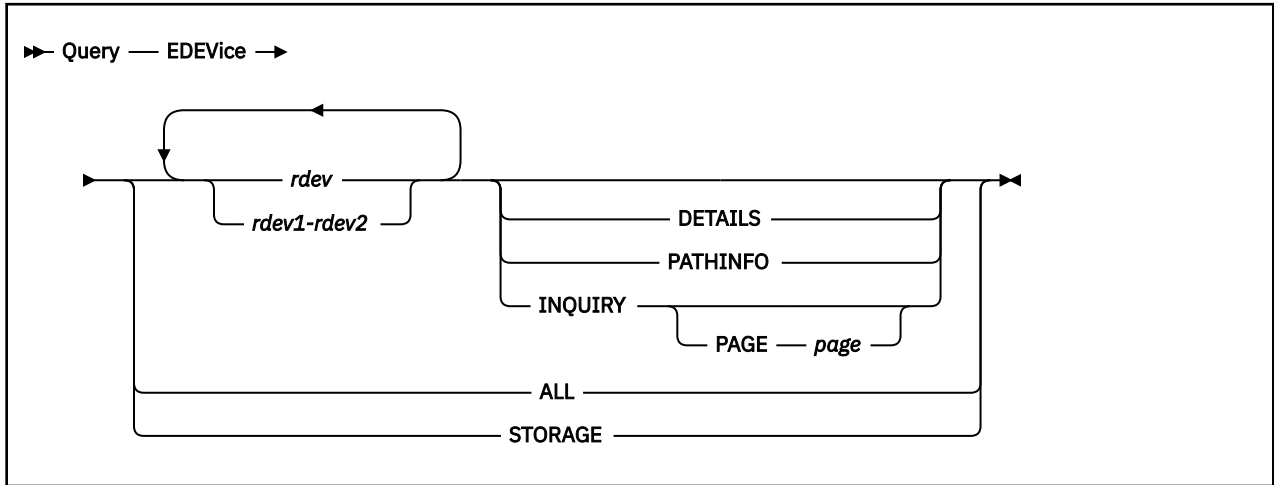 Query EDEVice
rdev
rdev1-rdev2
DETAILS
PATHINFO
INQUIRY
PAGE page
ALL
STORAGE